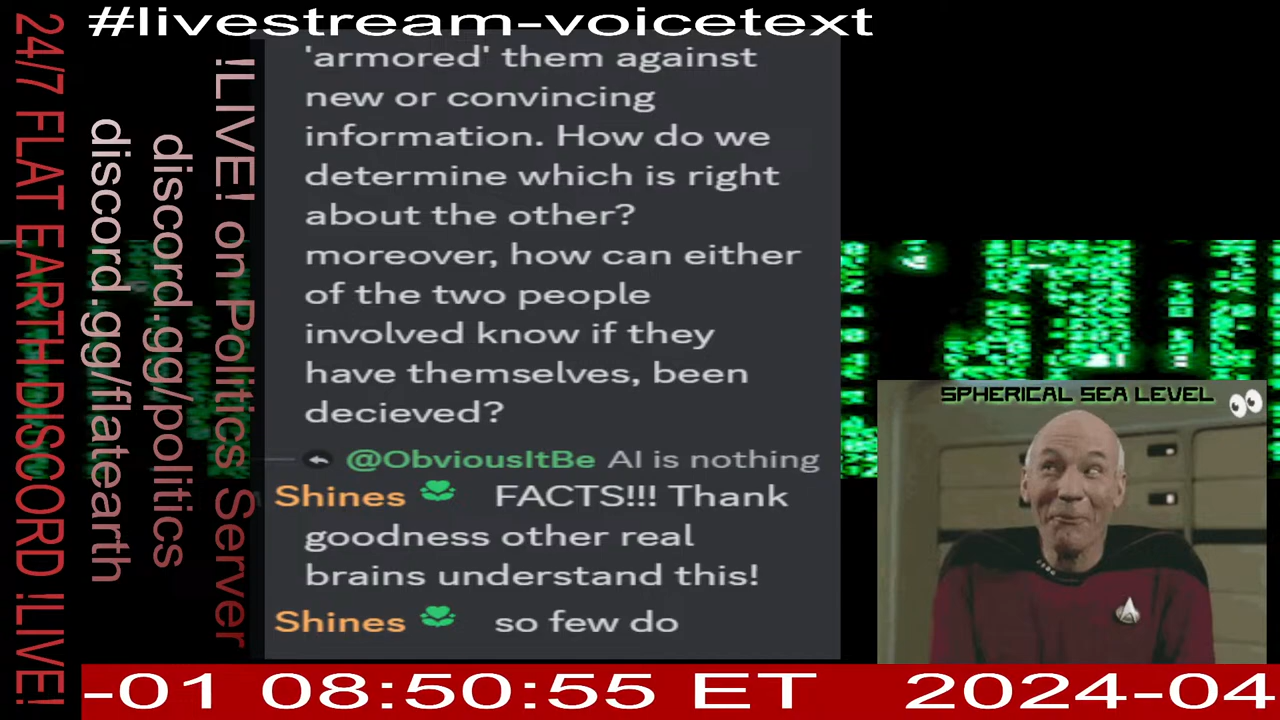 #livestream-voicetext
24/7 FLAT EARTH DISCORD !LIVE!
discord.gg/flatearth
discord.gg/politics
!LIVE! on Politics Server
'armored' them against
new or convincing
information. How do we
determine which is right
about the other?
moreover, how can either
of the two people
involved know if they
have themselves, been
decieved?
@ObviousItBe AI is nothing
Shines FACTS!!! Thank
goodness other real
brains understand this!
Shines so few do
SPHERICAL SEA LEVEL
-01 08:50:55 ET 2024-04